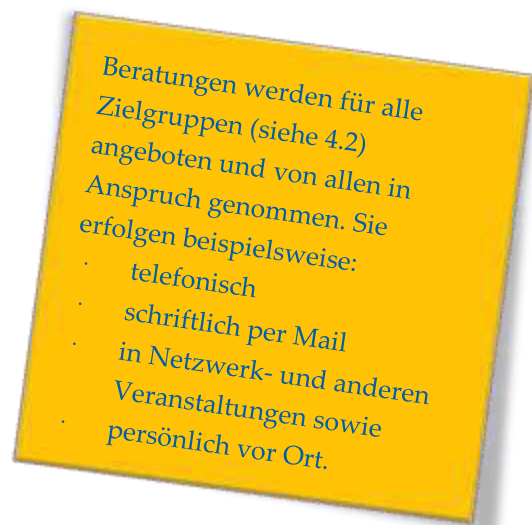 Beratungen werden für alle
Zielgruppen (siehe 4.2)
angeboten und von allen in
Anspruch genommen. Sie
erfolgen beispielsweise:
· telefonisch
· schriftlich per Mail
· in Netzwerk- und anderen
Veranstaltungen sowie
· persönlich vor Ort.